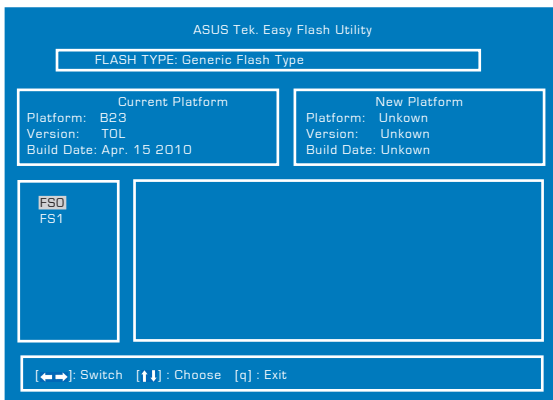 ASUS Tek. Easy Flash Utility
FLASH TYPE: Generic Flash Type
Current Platform
Platform: B23
Version: TOL
Build Date: Apr. 15 2010
New Platform
Platform: Unkown
Version: Unkown
Build Date: Unkown
FS0
FS1
[←→]: Switch [↑↓] : Choose [q] : Exit